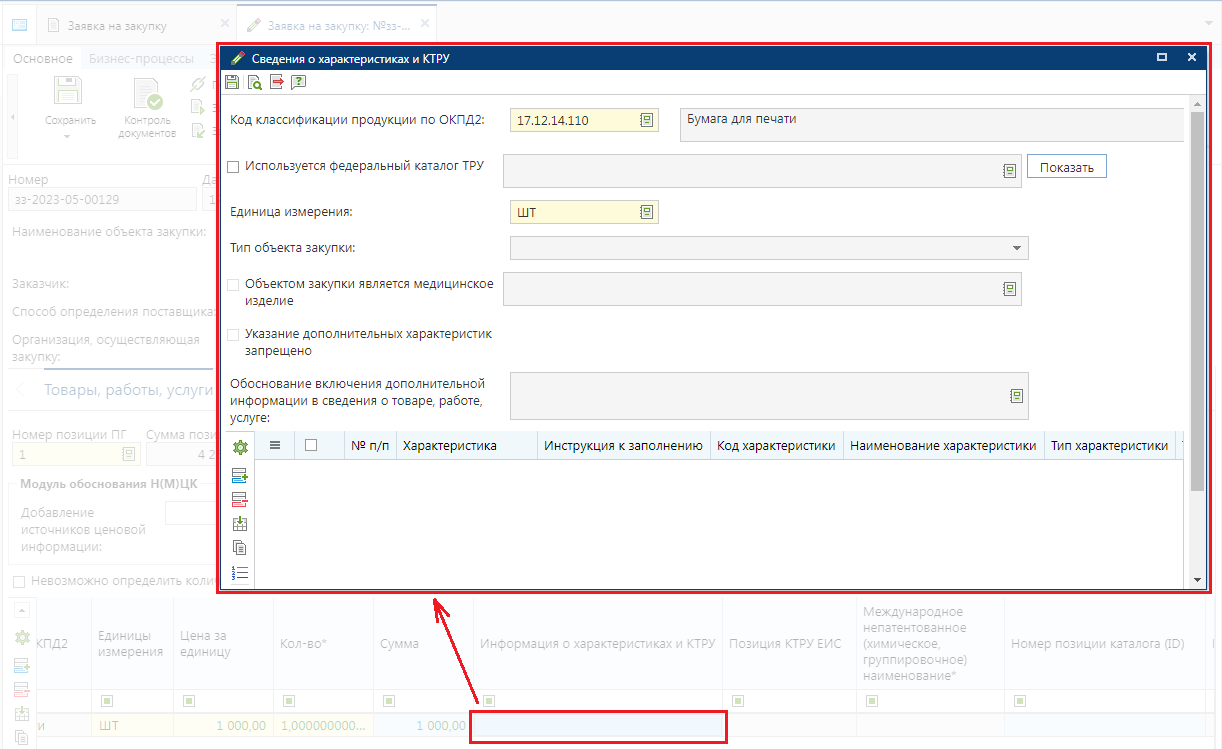 Заявка на закупку
Заявка на закупку: №зз-...
Основное
Бизнес-процессы
Сохранить
Контроль
документов
Номер
зз-2023-05-00129
Наименование объекта закупки:
Заказчик:
Способ определения поставщика:
Организация, осуществляющая
закупку:
Товары, работы, услуги
Номер позиции ПГ
Сумма пози
1
4 2
Модуль обоснования Н(М)ЦК
Добавление
источников ценовой
информации:
Невозможно определить коли
Сведения о характеристиках и КТРУ
Код классификации продукции по ОКПД2:
17.12.14.110
Бумага для печати
Используется федеральный каталог ТРУ
Показать
Единица измерения:
ШТ
Тип объекта закупки:
Объектом закупки является медицинское
изделие
Указание дополнительных характеристик
запрещено
Обоснование включения дополнительной
информации в сведения о товаре, работе,
услуге:
№ п/п
Характеристика
Инструкция к заполнению
Код характеристики
Наименование характеристики
Тип характеристики
КПД2
Единицы
измерения
Цена за
единицу
Кол-во*
Сумма
Информация о характеристиках и КТРУ
Позиция КТРУ ЕИС
Международное
непатентованное
(химическое,
группировочное)
наименование*
Номер позиции каталога (ID)
и
ШТ
1 000,00
1,000000000...
1 000,00